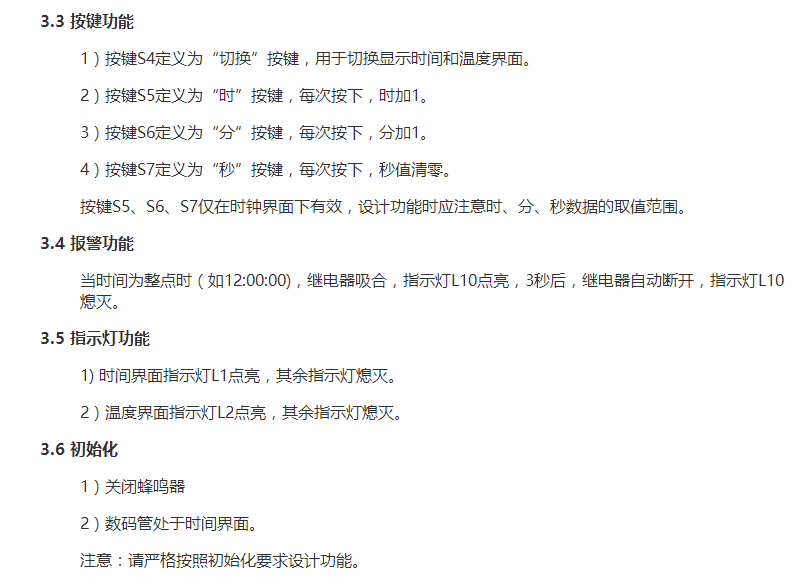 3.3 按键功能
1）按键S4定义为“切换”按键，用于切换显示时间和温度界面。
2）按键S5定义为“时”按键，每次按下，时加1。
3）按键S6定义为“分”按键，每次按下，分加1。
4）按键S7定义为“秒”按键，每次按下，秒值清零。
按键S5、S6、S7仅在时钟界面下有效，设计功能时应注意时、分、秒数据的取值范围。
3.4 报警功能
当时间为整点时（如12:00:00)，继电器吸合，指示灯L10点亮，3秒后，继电器自动断开，指示灯L10
熄灭。
3.5 指示灯功能
1) 时间界面指示灯L1点亮，其余指示灯熄灭。
2）温度界面指示灯L2点亮，其余指示灯熄灭。
3.6 初始化
1）关闭蜂鸣器
2）数码管处于时间界面。
注意：请严格按照初始化要求设计功能。